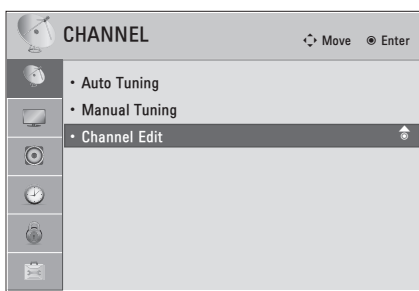 CHANNEL
Move Enter
• Auto Tuning
• Manual Tuning
• Channel Edit